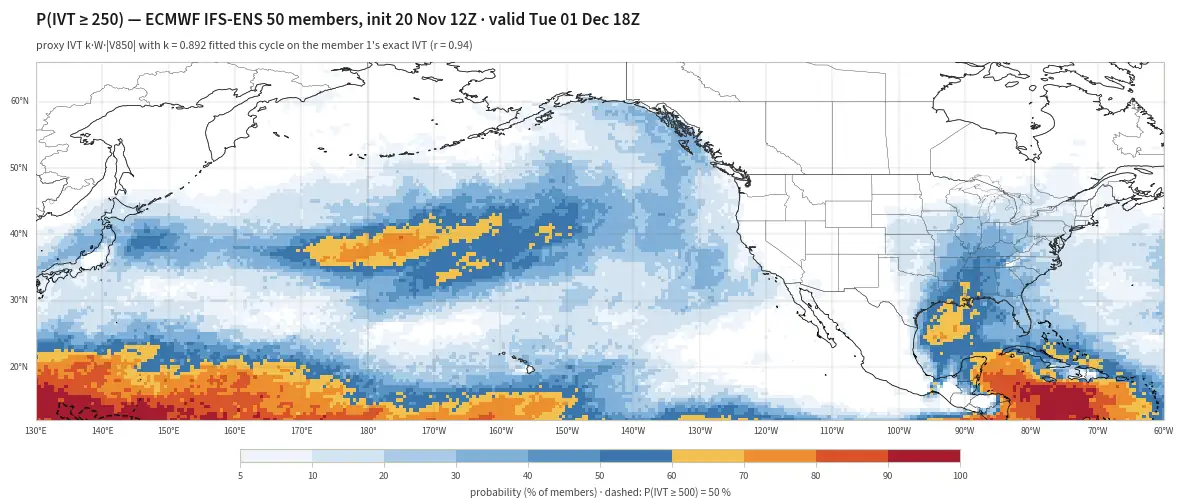 P(IVT ≥ 250) — ECMWF IFS-ENS 50 members, init 20 Nov 12Z · valid Tue 01 Dec 18Z
proxy IVT k·W·|V850| with k = 0.892 fitted this cycle on the member 1's exact IVT (r = 0.94)
60°N
50°N
40°N
30°N
20°N
130°E 140°E 150°E 160°E 170°E 180° 170°W 160°W 150°W 140°W 130°W 120°W 110°W 100°W 90°W 80°W 70°W 60°W
5 10 20 30 40 50 60 70 80 90 100
probability (% of members) · dashed: P(IVT ≥ 500) = 50 %